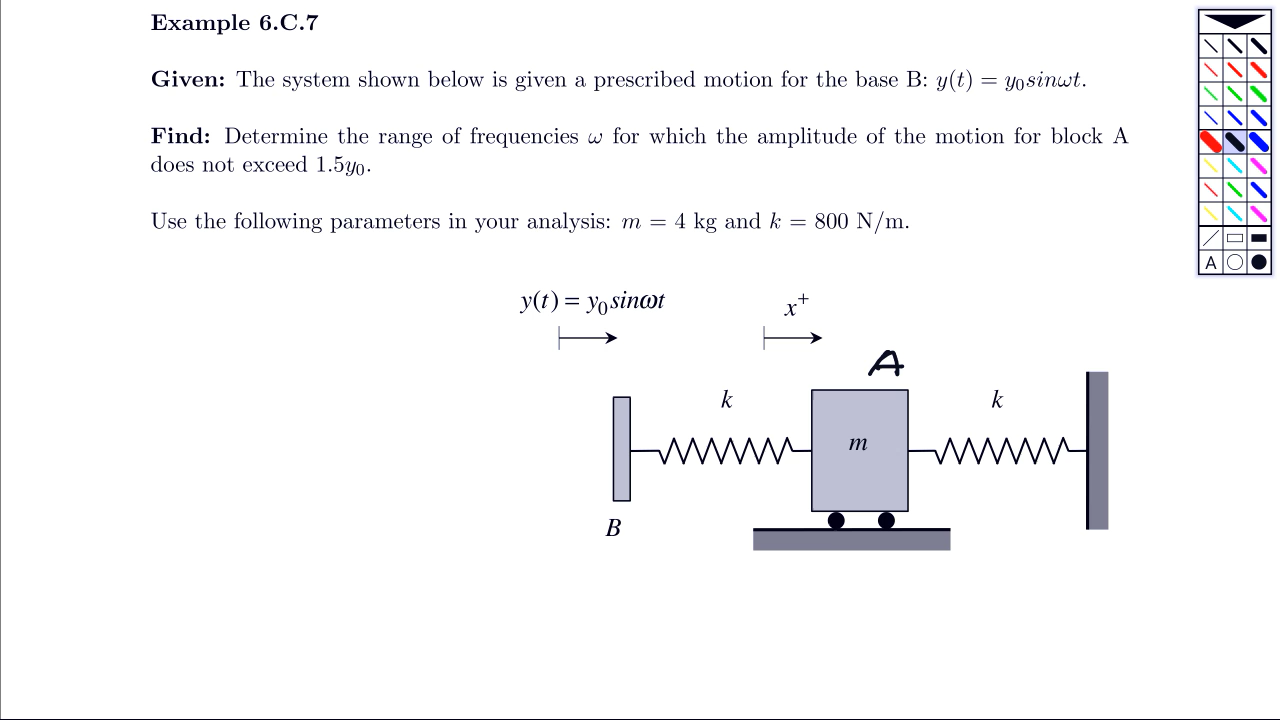 Example 6.C.7
Given: The system shown below is given a prescribed motion for the base B: y(t) = y₀sinωt.
Find: Determine the range of frequencies ω for which the amplitude of the motion for block A
does not exceed 1.5y₀.
Use the following parameters in your analysis: m = 4 kg and k = 800 N/m.
y(t) = y₀sinωt
x⁺
A
k
k
m
B
A